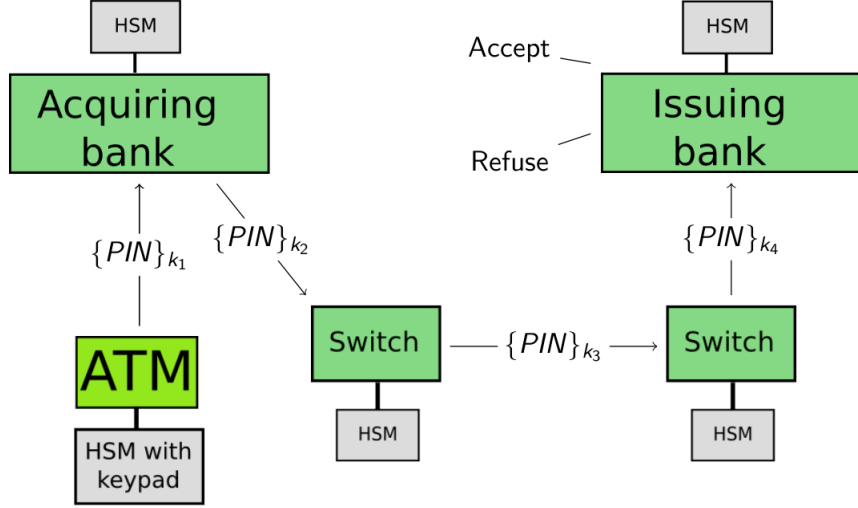 HSM
Acquiring
bank
{PIN}k₁
ATM
HSM with
keypad
{PIN}k₂
Switch
HSM
{PIN}k₃
Switch
HSM
{PIN}k₄
HSM
Issuing
bank
Accept
Refuse